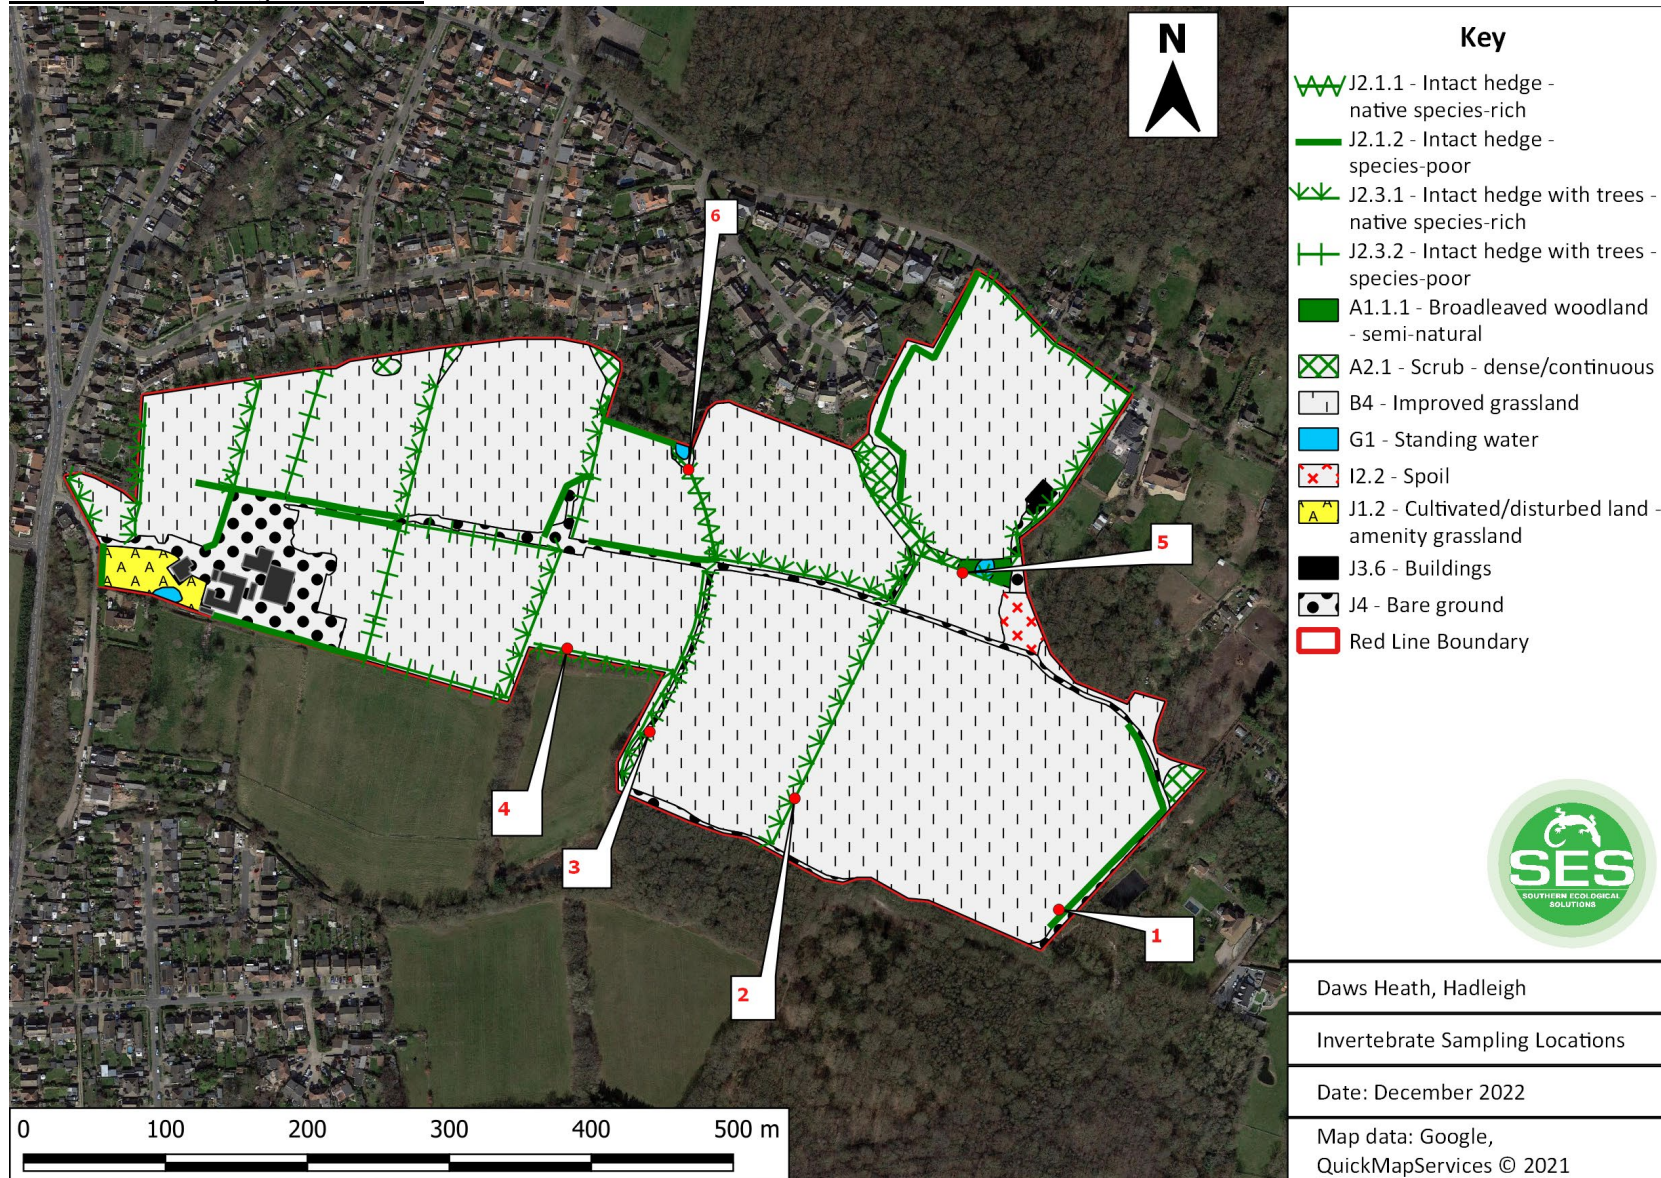 N
6
5
4
3
2
1
0 100 200 300 400 500 m
Key
J2.1.1 - Intact hedge -
native species-rich
J2.1.2 - Intact hedge -
species-poor
J2.3.1 - Intact hedge with trees -
native species-rich
J2.3.2 - Intact hedge with trees -
species-poor
A1.1.1 - Broadleaved woodland
- semi-natural
A2.1 - Scrub - dense/continuous
B4 - Improved grassland
G1 - Standing water
I2.2 - Spoil
J1.2 - Cultivated/disturbed land -
amenity grassland
J3.6 - Buildings
J4 - Bare ground
Red Line Boundary
SES
SOUTHERN ECOLOGICAL
SOLUTIONS
Daws Heath, Hadleigh
Invertebrate Sampling Locations
Date: December 2022
Map data: Google,
QuickMapServices © 2021